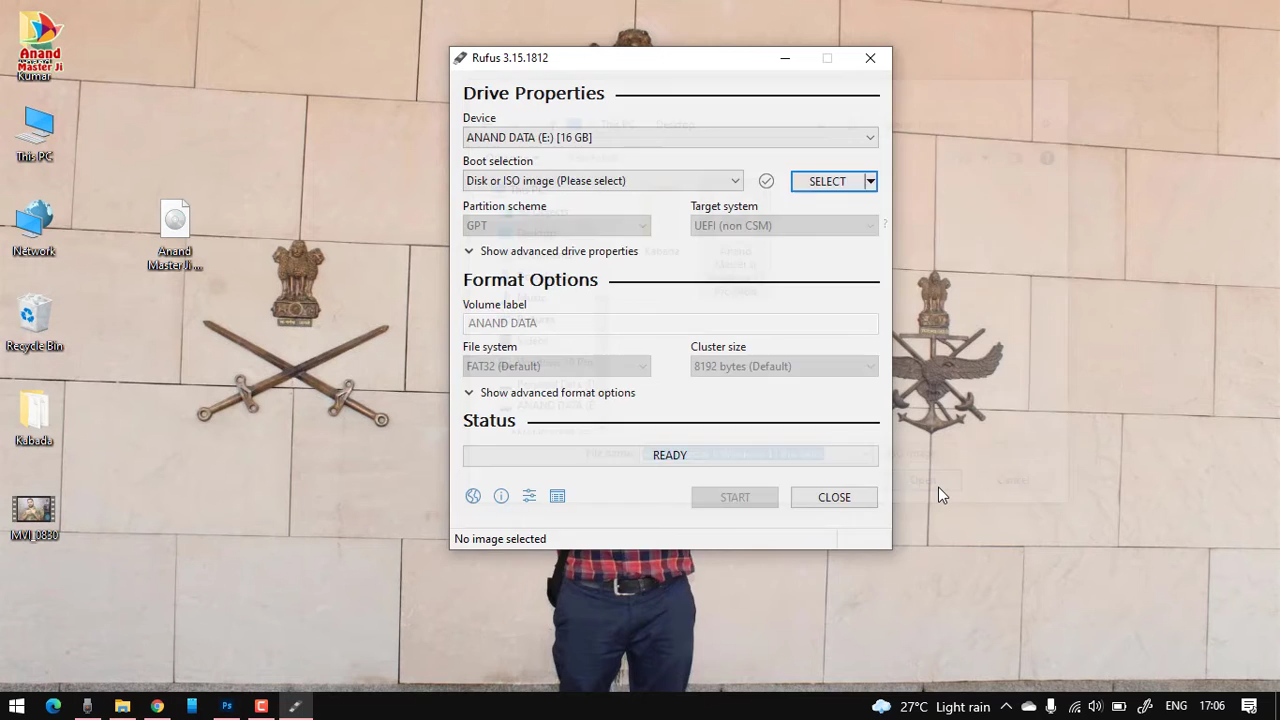 Anand
Master Ji
Kumar
This PC
Network
Anand
MasterJi ...
Recycle Bin
Kabada
MVI_0830
Rufus 3.15.1812
Drive Properties
Device
ANAND DATA (E:) [16 GB]
Boot selection
Disk or ISO image (Please select)
SELECT
Partition scheme
Target system
GPT
UEFI (non CSM)
?
Show advanced drive properties
Format Options
Volume label
ANAND DATA
File system
Cluster size
FAT32 (Default)
8192 bytes (Default)
Show advanced format options
Status
READY
START
CLOSE
No image selected
27°C Light rain
ENG
17:06